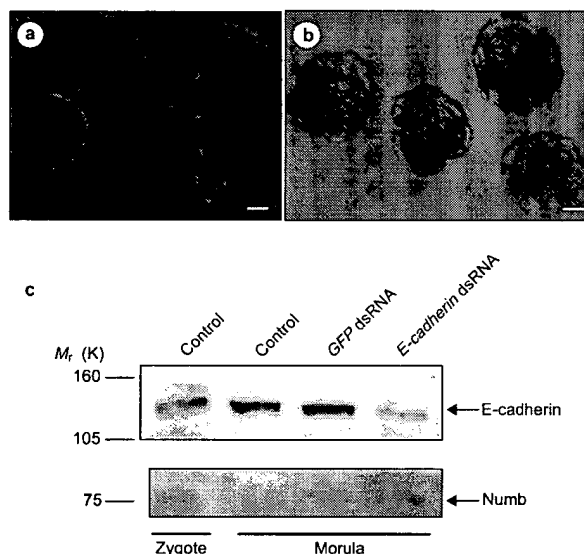 a
b
c
Control
Control
GFP dsRNA
E-cadherin dsRNA
Mr (K)
160
E-cadherin
105
75
Numb
Zygote
Morula